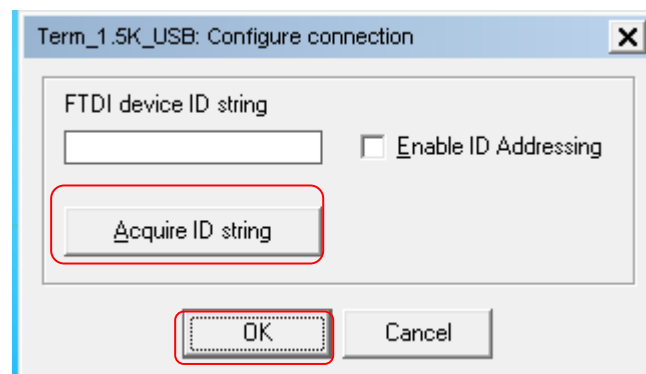 Term_1.5K_USB: Configure connection
FTDI device ID string
Enable ID Addressing
Acquire ID string
OK Cancel